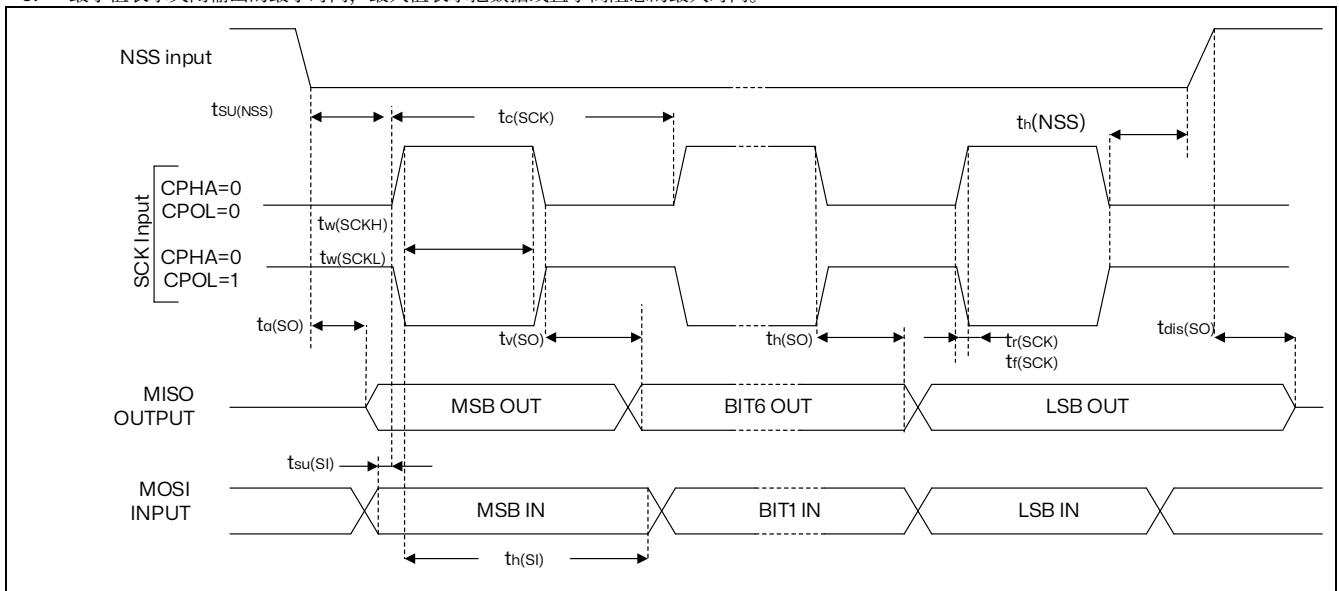 NSS input
tSU(NSS)
tc(SCK)
th(NSS)
SCK Input
CPHA=0
CPOL=0
tw(SCKH)
CPHA=0
CPOL=1
tw(SCKL)
ta(SO)
tv(SO)
th(SO)
tr(SCK)
tf(SCK)
tdis(SO)
MISO
OUTPUT
MSB OUT
BIT6 OUT
LSB OUT
tsu(SI)
MOSI
INPUT
MSB IN
BIT1 IN
LSB IN
th(SI)